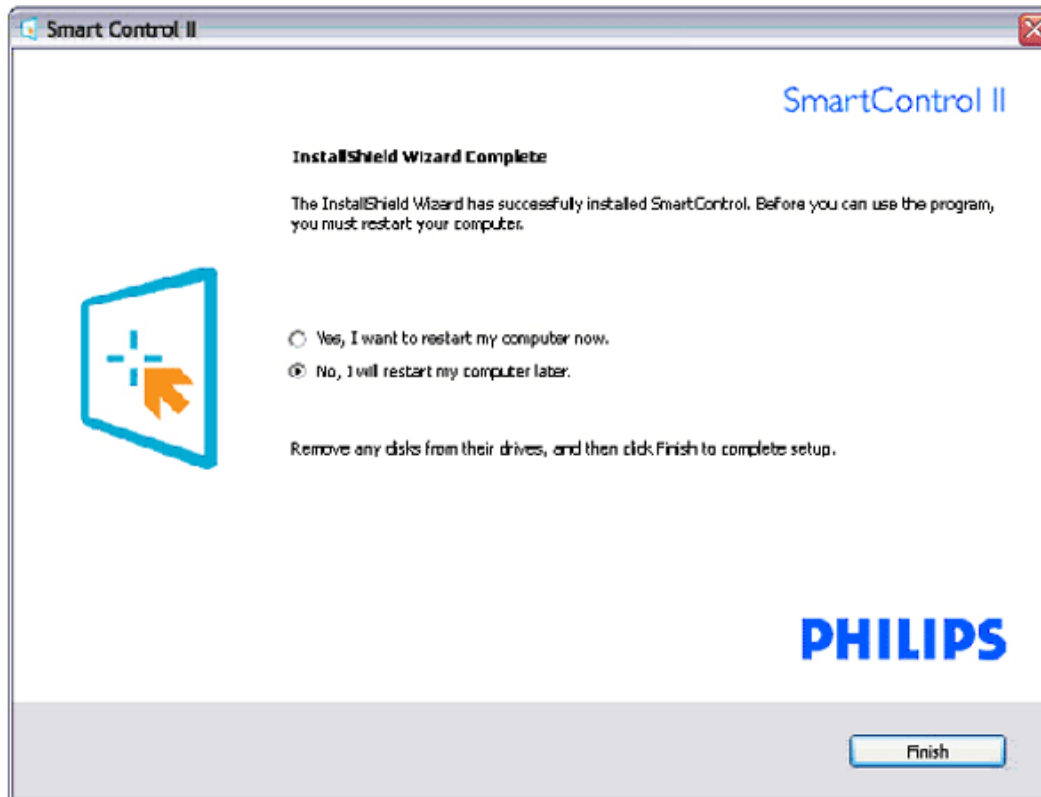 Smart Control II
SmartControl II
InstallShield Wizard Complete
The InstallShield Wizard has successfully installed SmartControl. Before you can use the program,
you must restart your computer.
Yes, I want to restart my computer now.
No, I will restart my computer later.
Remove any disks from their drives, and then click Finish to complete setup.
PHILIPS
Finish